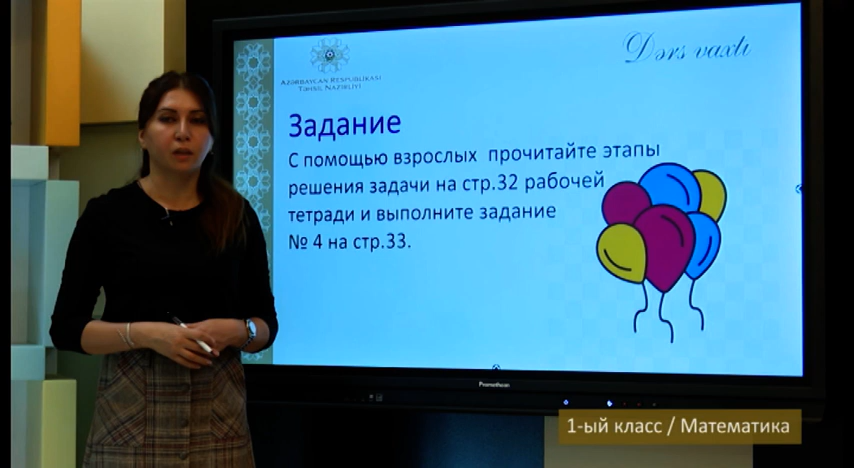 Dərs vaxtı
AZƏRBAYCAN RESPUBLİKASI
TƏHSİL NAZİRLİYİ
Задание
С помощью взрослых прочитайте этапы
решения задачи на стр.32 рабочей
тетради и выполните задание
№ 4 на стр.33.
Promethean
1-ый класс / Математика